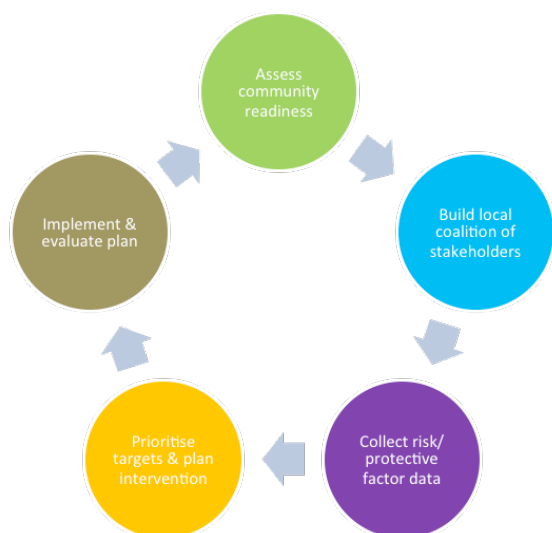 Assess
community
readiness
Build local
coalition of
stakeholders
Collect risk/
protective
factor data
Prioritise
targets & plan
intervention
Implement &
evaluate plan